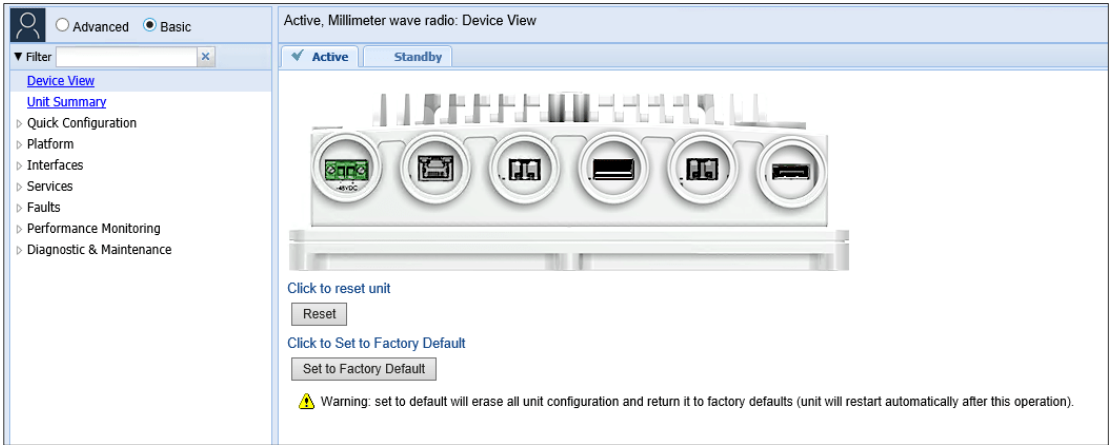 Advanced Basic
Filter
Device View
Unit Summary
Quick Configuration
Platform
Interfaces
Services
Faults
Performance Monitoring
Diagnostic & Maintenance
Active, Millimeter wave radio: Device View
Active Standby
-48VDC
Click to reset unit
Reset
Click to Set to Factory Default
Set to Factory Default
Warning: set to default will erase all unit configuration and return it to factory defaults (unit will restart automatically after this operation).